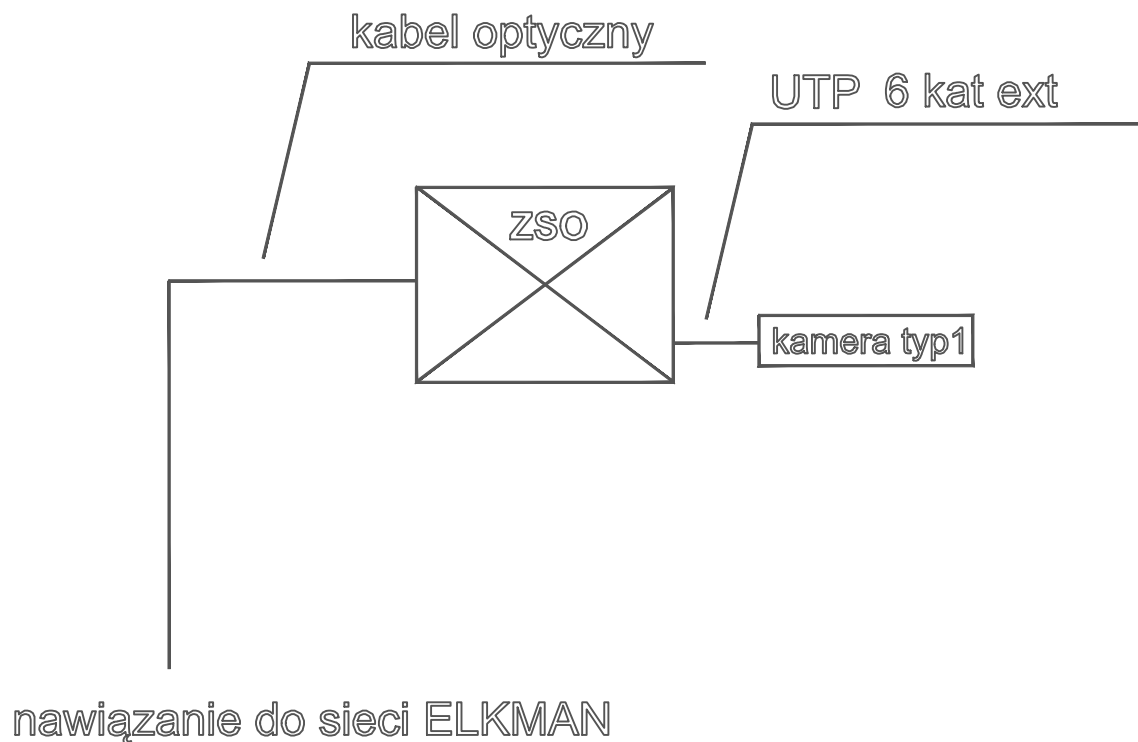 kabel optyczny
UTP 6 kat ext
zso
kamera typ1
nawiązanie do sieci ELKMAN